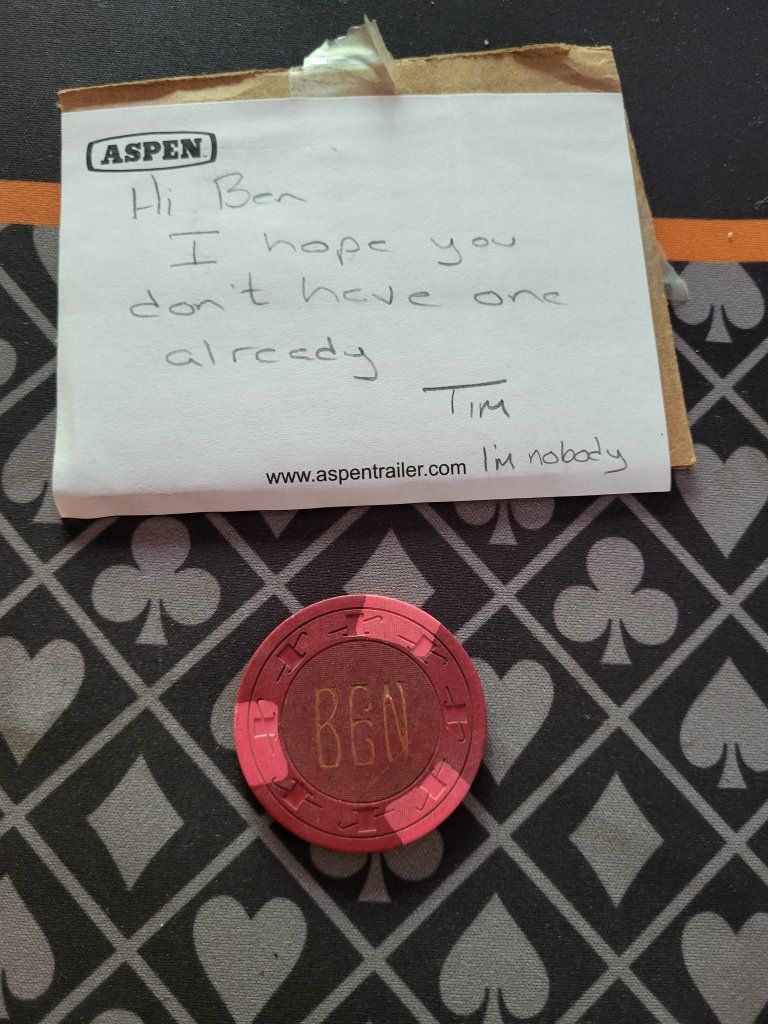 ASPEN
Hi Ben
I hope you
don't have one
already
TIM
www.aspentrailer.com I'm nobody
BEN